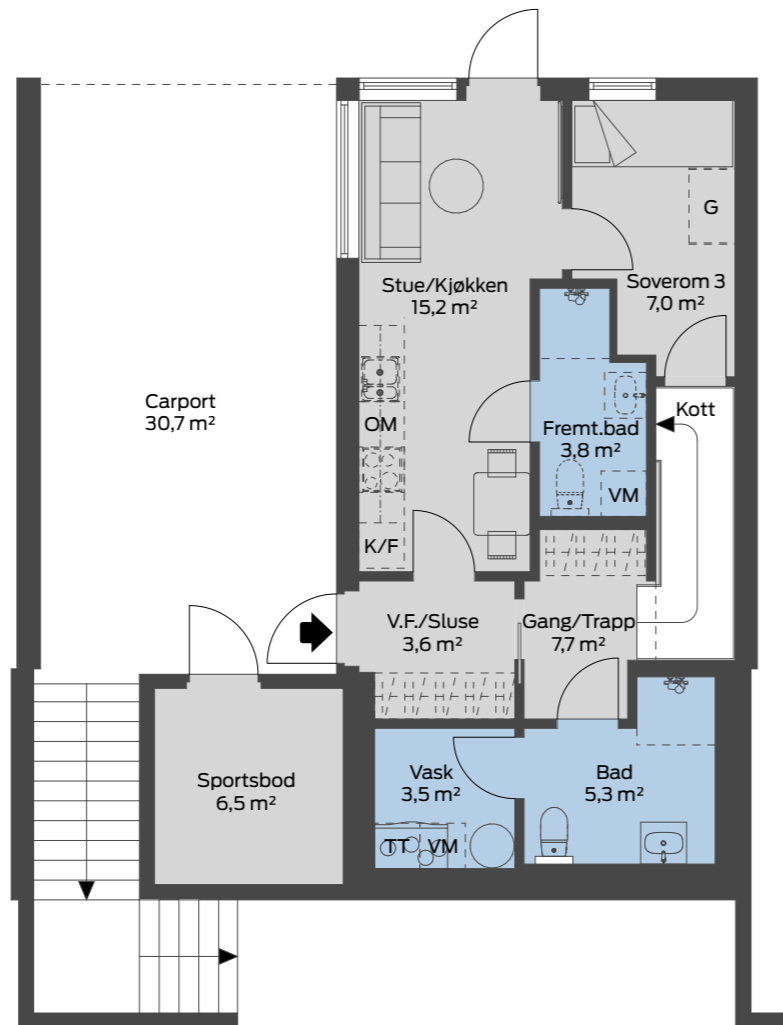 G
Stue/Kjøkken
15,2 m²
Soverom 3
7,0 m²
Carport
30,7 m²
OM
Kott
Fremt.bad
3,8 m²
VM
K/F
V.F./Sluse
3,6 m²
Gang/Trapp
7,7 m²
Sportsbod
6,5 m²
Vask
3,5 m²
Bad
5,3 m²
TT
VM